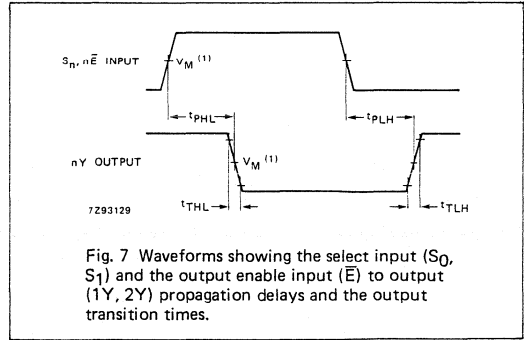 Sn, nE̅ INPUT
VM (1)
tPHL
tPLH
nY OUTPUT
VM (1)
7Z93129
tTHL
tTLH
Fig. 7 Waveforms showing the select input (S0,
S1) and the output enable input (E̅) to output
(1Y, 2Y) propagation delays and the output
transition times.